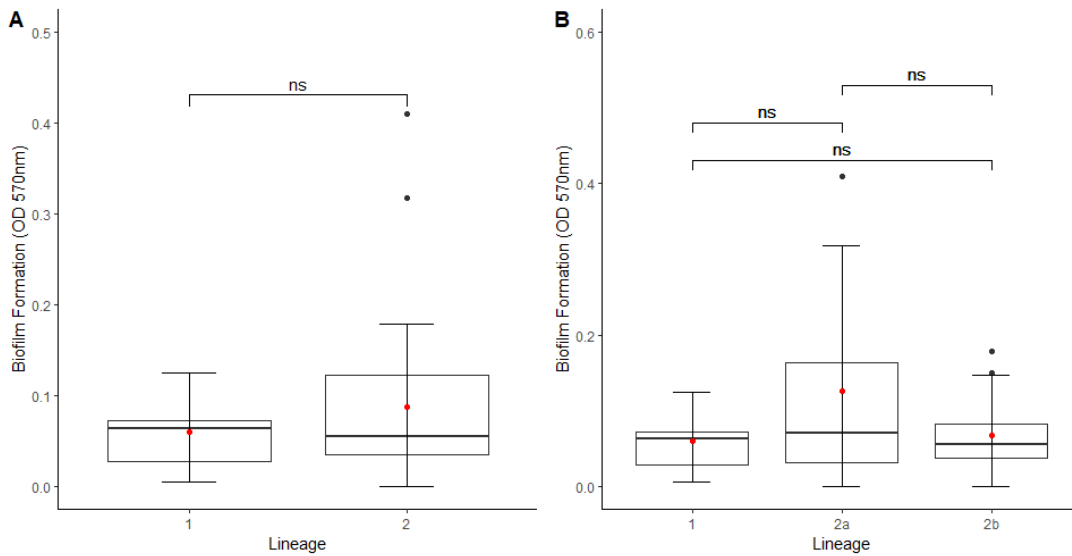 A
Biofilm Formation (OD 570nm)
0.5
0.4
0.3
0.2
0.1
0.0
ns
1
2
Lineage
B
Biofilm Formation (OD 570nm)
0.6
0.4
0.2
0.0
ns
ns
ns
1
2a
2b
Lineage